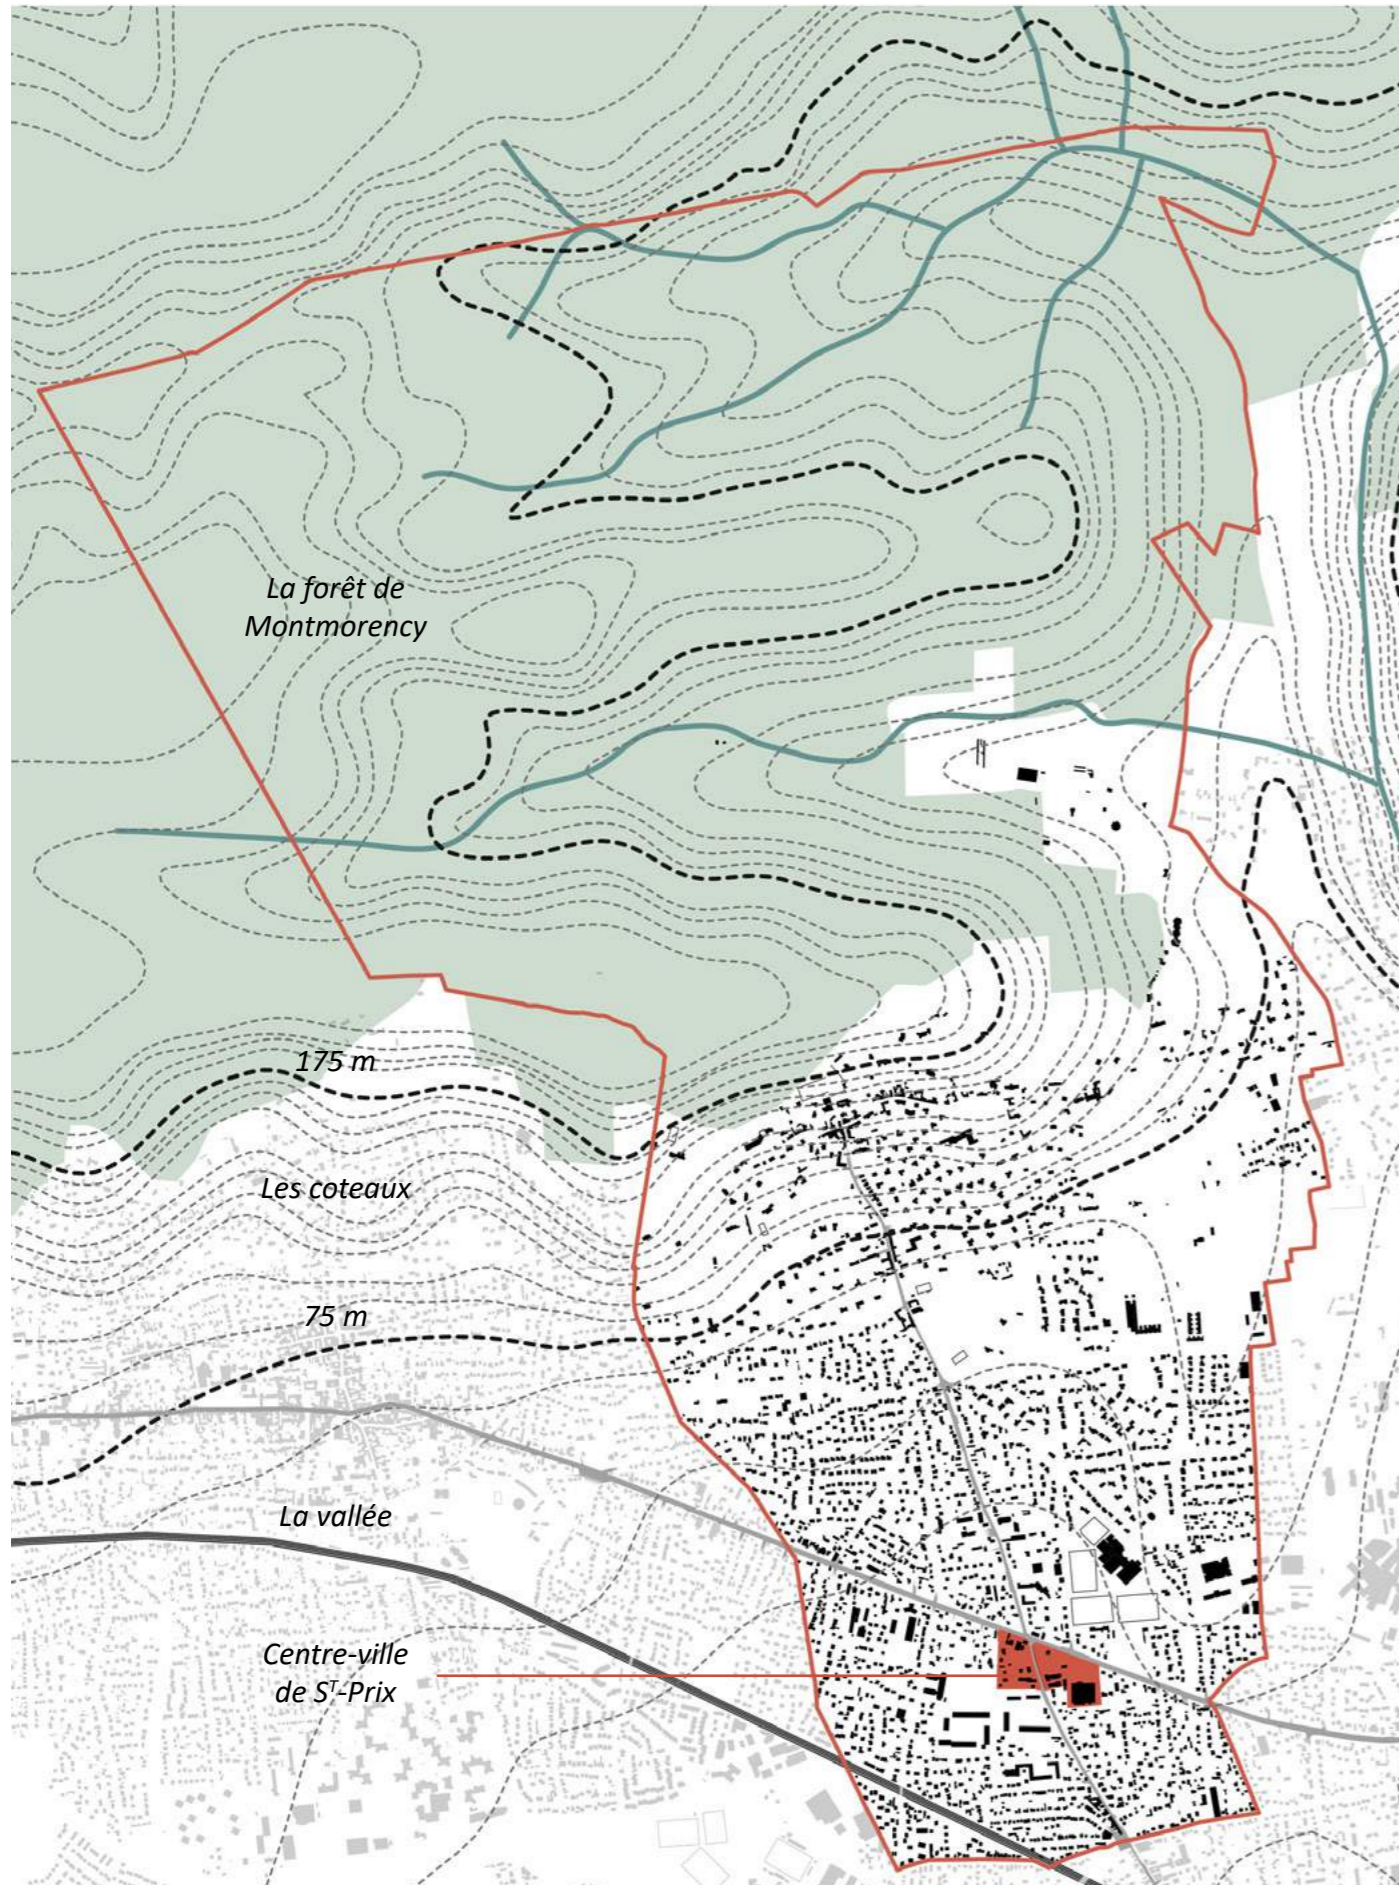 La forêt de
Montmorency
175 m
Les coteaux
75 m
La vallée
Centre-ville
de Sᵀ-Prix